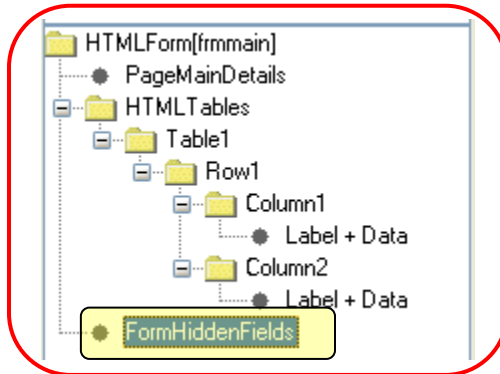 HTMLForm[frmmain]
PageMainDetails
HTMLTables
Table1
Row1
Column1
Label + Data
Column2
Label + Data
FormHiddenFields